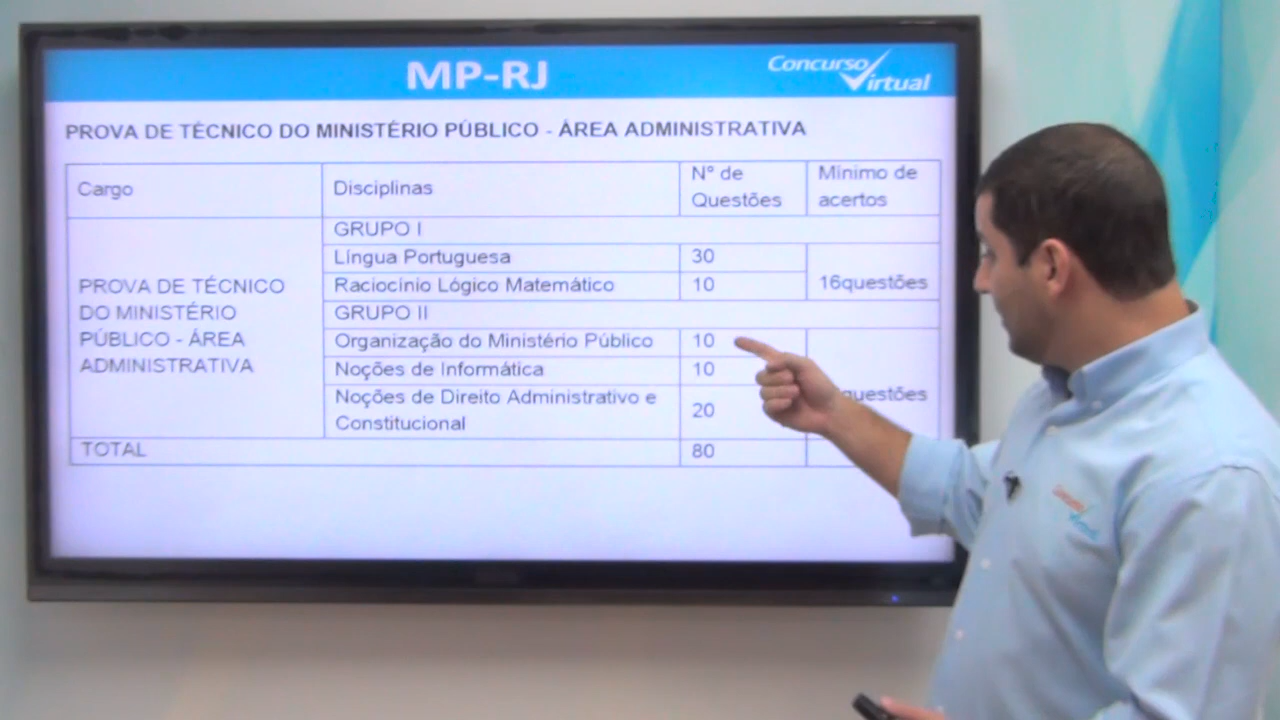 MP-RJ
Concurso
Virtual
PROVA DE TÉCNICO DO MINISTÉRIO PÚBLICO - ÁREA ADMINISTRATIVA
Cargo
Disciplinas
Nº de
Questões
Mínimo de
acertos
PROVA DE TÉCNICO
DO MINISTÉRIO
PÚBLICO - ÁREA
ADMINISTRATIVA
GRUPO I
Língua Portuguesa
30
Raciocínio Lógico Matemático
10
16questões
GRUPO II
Organização do Ministério Público
10
Noções de Informática
10
Noções de Direito Administrativo e
Constitucional
20
TOTAL
80